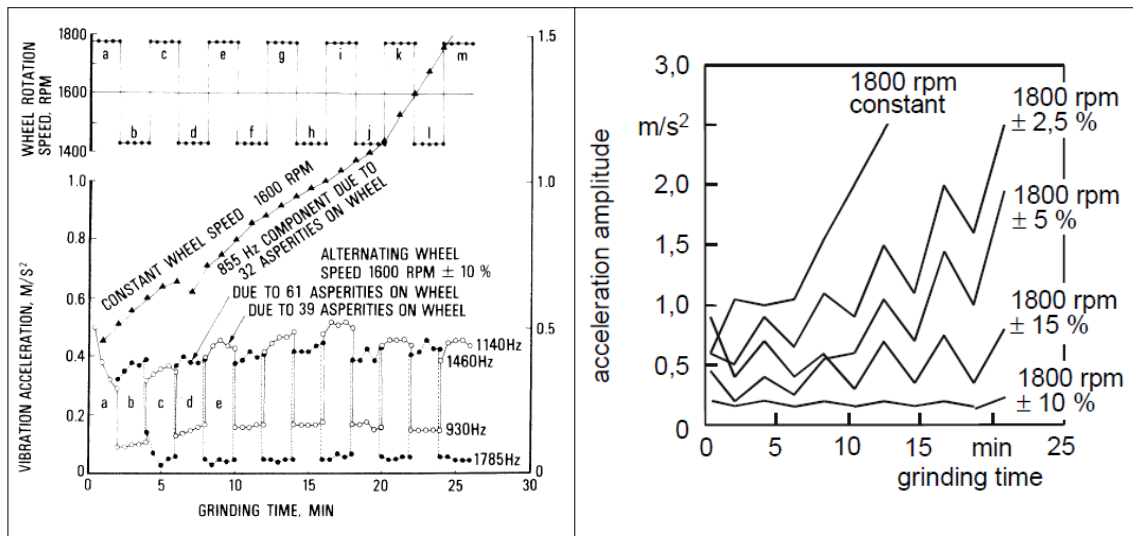 WHEEL ROTATION
SPEED, RPM
1800
1600
1400
1.5
a
c
e
g
i
k
m
b
d
f
h
j
l
CONSTANT WHEEL SPEED 1600 RPM
855 Hz COMPONENT DUE TO
32 ASPERITIES ON WHEEL
VIBRATION ACCELERATION, M/S²
1.0
0.8
0.6
0.4
0.2
0
1.0
0.5
0
ALTERNATING WHEEL
SPEED 1600 RPM ± 10 %
DUE TO 61 ASPERITIES ON WHEEL
DUE TO 39 ASPERITIES ON WHEEL
a
b
c
d
e
1140Hz
1460Hz
930Hz
1785Hz
0
5
10
15
20
25
30
GRINDING TIME, MIN
acceleration amplitude
3,0
m/s²
2,0
1,5
1,0
0,5
0
1800 rpm
constant
1800 rpm
± 2,5 %
1800 rpm
± 5 %
1800 rpm
± 15 %
1800 rpm
± 10 %
0
5
10
15
min
25
grinding time